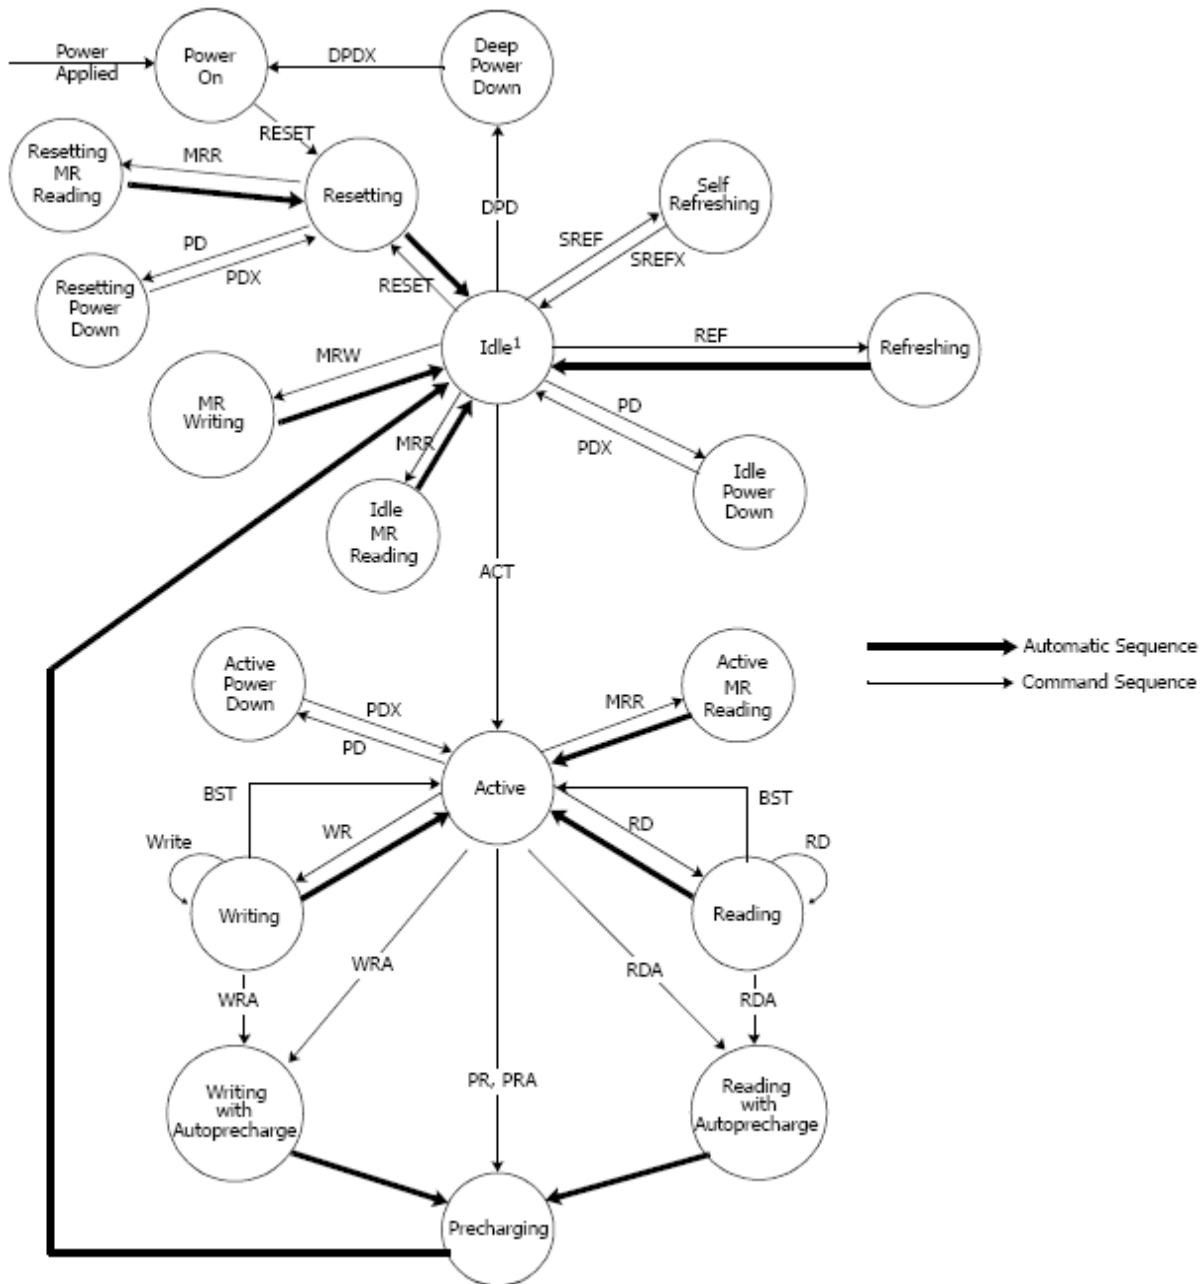 Power
Applied
Power
On
DPDX
Deep
Power
Down
RESET
Resetting
MR
Reading
MRR
Resetting
Self
Refreshing
DPD
PD
PDX
SREF
SREFX
Resetting
Power
Down
RESET
Idle1
REF
Refreshing
MRW
MR
Writing
MRR
PD
PDX
Idle
MR
Reading
Idle
Power
Down
ACT
Automatic Sequence
Command Sequence
Active
Power
Down
PDX
PD
MRR
Active
MR
Reading
BST
Active
BST
Write
WR
RD
RD
Writing
Reading
WRA
WRA
RDA
RDA
Writing
with
Autoprecharge
PR, PRA
Reading
with
Autoprecharge
Precharging